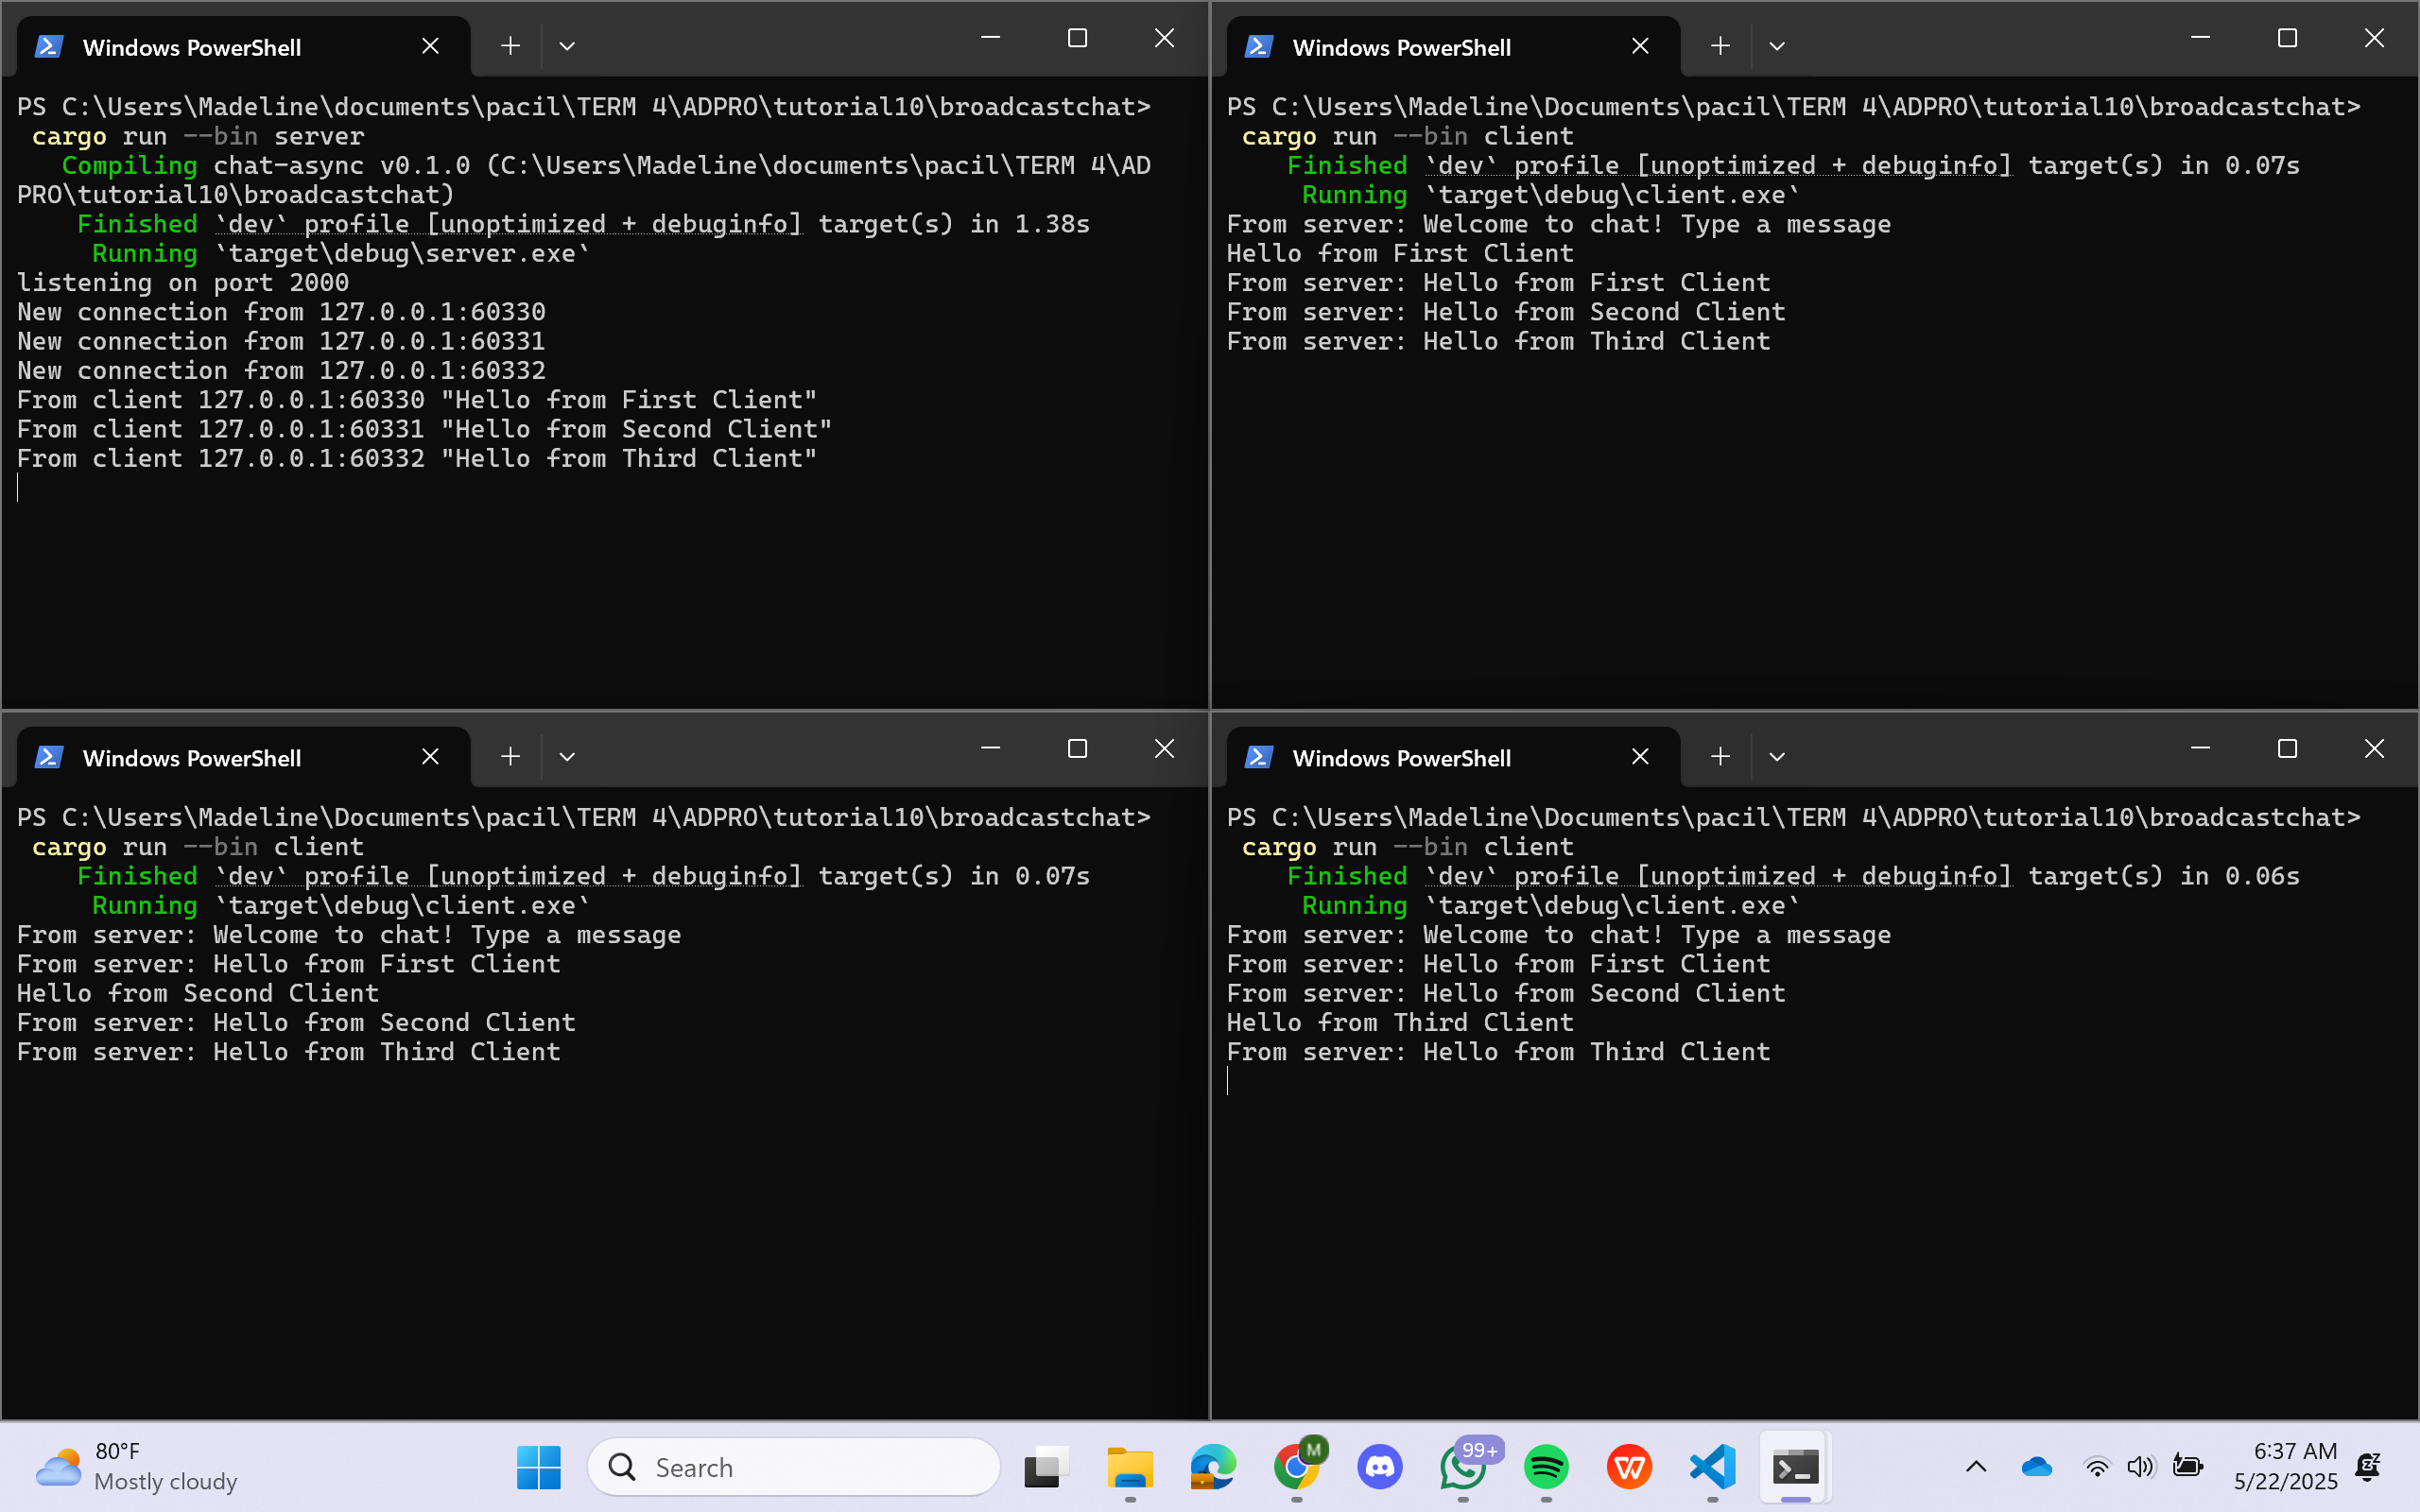 Windows PowerShell
PS C:\Users\Madeline\documents\pacil\TERM 4\ADPRO\tutorial10\broadcastchat>
cargo run --bin server
Compiling chat-async v0.1.0 (C:\Users\Madeline\documents\pacil\TERM 4\AD
PRO\tutorial10\broadcastchat)
Finished `dev` profile [unoptimized + debuginfo] target(s) in 1.38s
Running `target\debug\server.exe`
listening on port 2000
New connection from 127.0.0.1:60330
New connection from 127.0.0.1:60331
New connection from 127.0.0.1:60332
From client 127.0.0.1:60330 "Hello from First Client"
From client 127.0.0.1:60331 "Hello from Second Client"
From client 127.0.0.1:60332 "Hello from Third Client"
Windows PowerShell
PS C:\Users\Madeline\Documents\pacil\TERM 4\ADPRO\tutorial10\broadcastchat>
cargo run --bin client
Finished `dev` profile [unoptimized + debuginfo] target(s) in 0.07s
Running `target\debug\client.exe`
From server: Welcome to chat! Type a message
Hello from First Client
From server: Hello from First Client
From server: Hello from Second Client
From server: Hello from Third Client
Windows PowerShell
PS C:\Users\Madeline\Documents\pacil\TERM 4\ADPRO\tutorial10\broadcastchat>
cargo run --bin client
Finished `dev` profile [unoptimized + debuginfo] target(s) in 0.07s
Running `target\debug\client.exe`
From server: Welcome to chat! Type a message
From server: Hello from First Client
Hello from Second Client
From server: Hello from Second Client
From server: Hello from Third Client
Windows PowerShell
PS C:\Users\Madeline\Documents\pacil\TERM 4\ADPRO\tutorial10\broadcastchat>
cargo run --bin client
Finished `dev` profile [unoptimized + debuginfo] target(s) in 0.06s
Running `target\debug\client.exe`
From server: Welcome to chat! Type a message
From server: Hello from First Client
From server: Hello from Second Client
Hello from Third Client
From server: Hello from Third Client
80°F
Mostly cloudy
Search
M
99+
6:37 AM
5/22/2025